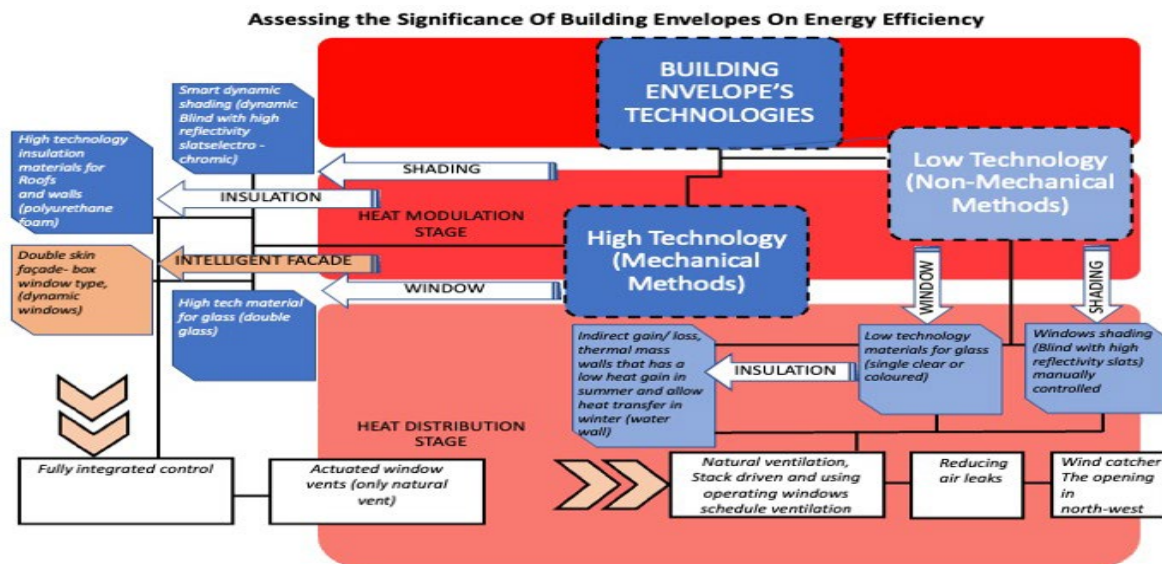 Assessing the Significance Of Building Envelopes On Energy Efficiency
BUILDING
ENVELOPE'S
TECHNOLOGIES
Smart dynamic
shading (dynamic
Blind with high
reflectivity
slatselectro -
chromic)
High technology
insulation
materials for
Roofs
and walls
(polyurethane
foam)
Low Technology
(Non-Mechanical
Methods)
SHADING
INSULATION
HEAT MODULATION
STAGE
High Technology
(Mechanical
Methods)
Double skin
façade- box
window type,
(dynamic
windows)
INTELLIGENT FACADE
WINDOW
High tech material
for glass (double
glass)
WINDOW
SHADING
Indirect gain/ loss,
thermal mass
walls that has a
low heat gain in
summer and allow
heat transfer in
winter (water
wall)
INSULATION
Low technology
materials for glass
(single clear or
coloured)
Windows shading
(Blind with high
reflectivity slats)
manually
controlled
HEAT DISTRIBUTION
STAGE
Fully integrated control
Actuated window
vents (only natural
vent)
Natural ventilation,
Stack driven and using
operating windows
schedule ventilation
Reducing
air leaks
Wind catcher
The opening
in
north-west